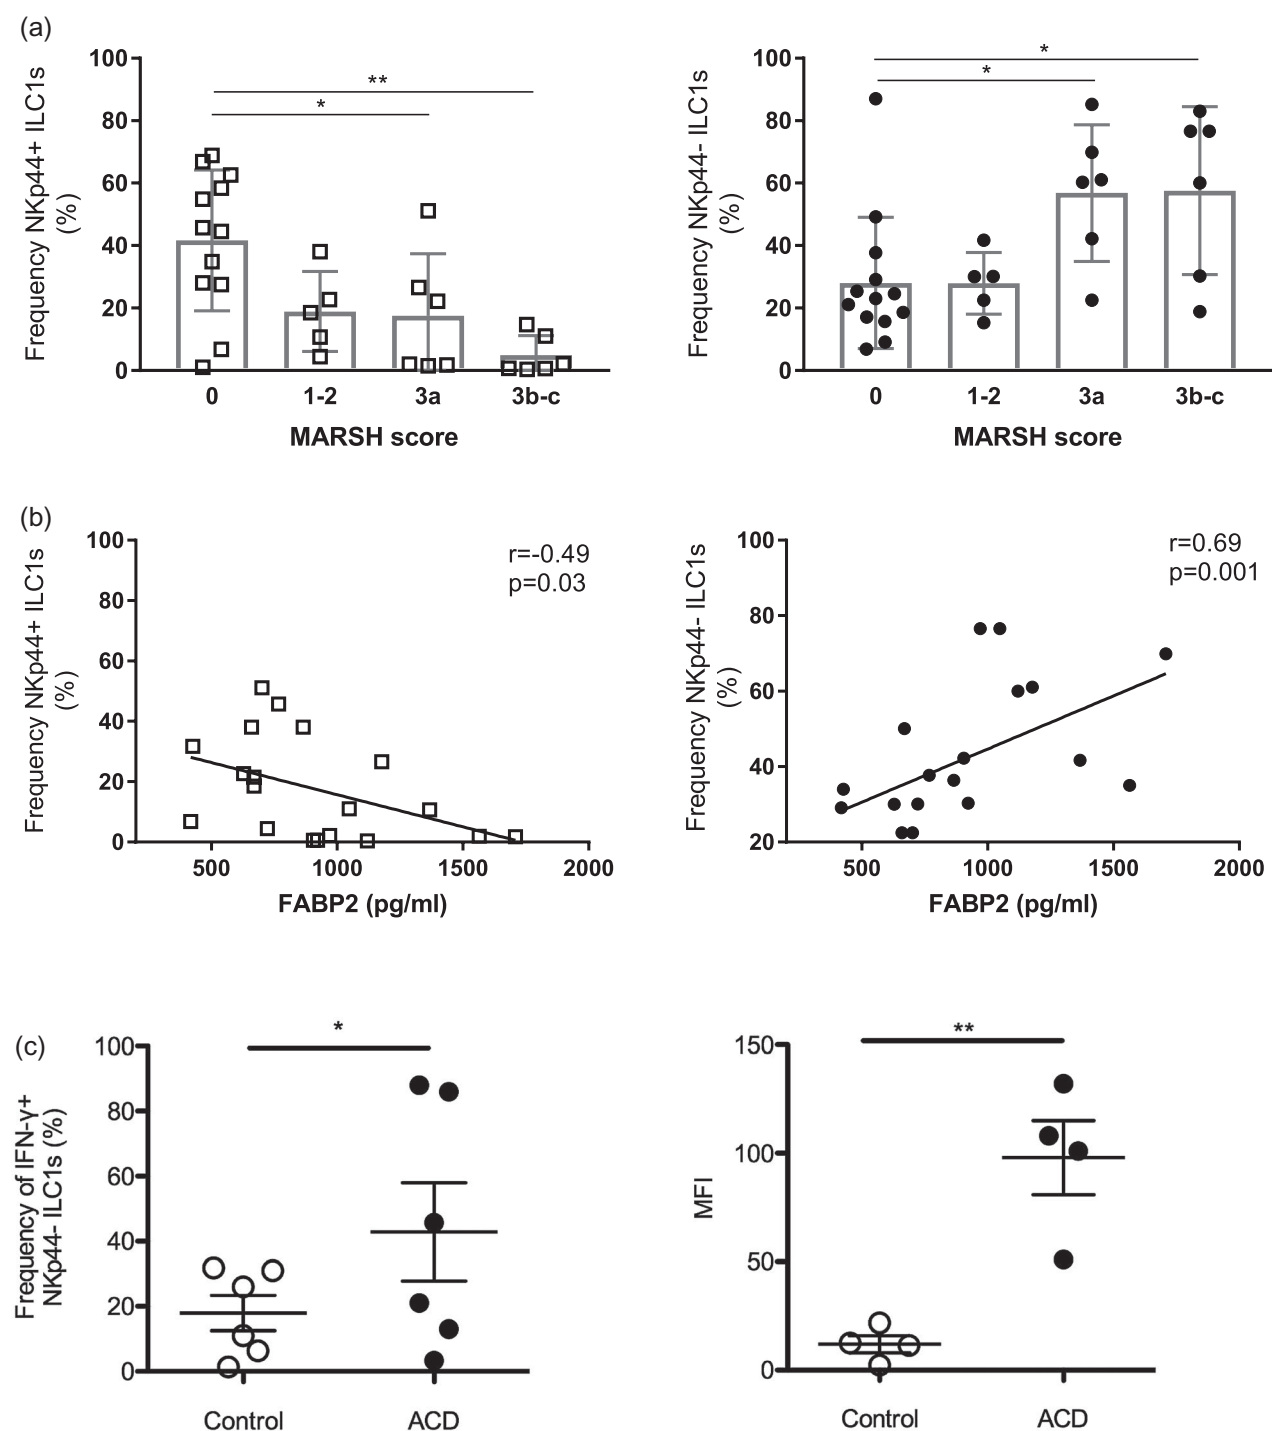 (a)
Frequency NKp44+ ILC1s
(%)
100
80
60
40
20
0
**
*
0 1-2 3a 3b-c
MARSH score
Frequency NKp44- ILC1s
(%)
100
80
60
40
20
0
*
*
0 1-2 3a 3b-c
MARSH score
(b)
Frequency NKp44+ ILC1s
(%)
100
80
60
40
20
0
r=-0.49
p=0.03
500 1000 1500 2000
FABP2 (pg/ml)
Frequency NKp44- ILC1s
(%)
100
80
60
40
20
r=0.69
p=0.001
500 1000 1500 2000
FABP2 (pg/ml)
(c)
Frequency of IFN-γ+
NKp44- ILC1s (%)
100
80
60
40
20
0
*
Control ACD
MFI
150
100
50
0
**
Control ACD